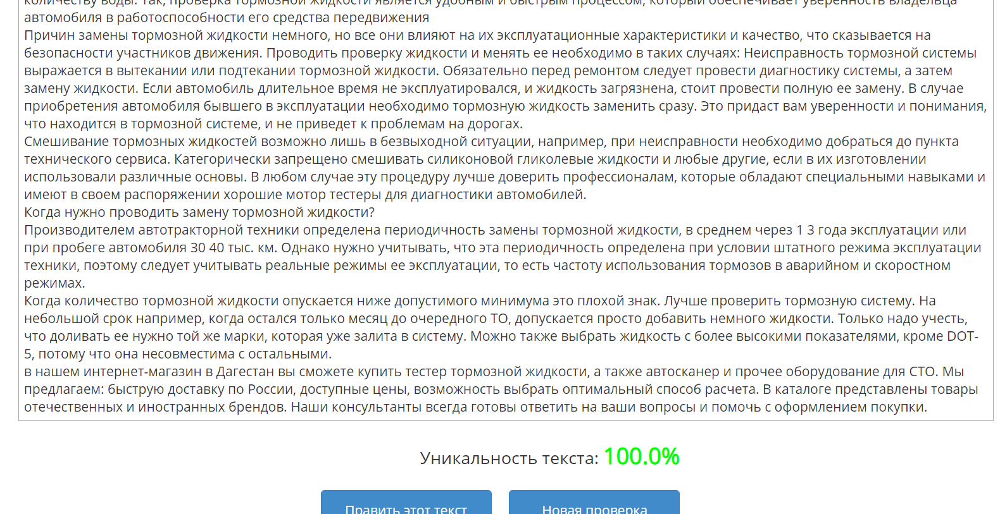 количеству воды. Так, проверка тормозной жидкости является удобным и быстрым процессом, который обеспечивает уверенность владельца
автомобиля в работоспособности его средства передвижения
Причин замены тормозной жидкости немного, но все они влияют на их эксплуатационные характеристики и качество, что сказывается на
безопасности участников движения. Проводить проверку жидкости и менять ее необходимо в таких случаях: Неисправность тормозной системы
выражается в вытекании или подтекании тормозной жидкости. Обязательно перед ремонтом следует провести диагностику системы, а затем
замену жидкости. Если автомобиль длительное время не эксплуатировался, и жидкость загрязнена, стоит провести полную ее замену. В случае
приобретения автомобиля бывшего в эксплуатации необходимо тормозную жидкость заменить сразу. Это придаст вам уверенности и понимания,
что находится в тормозной системе, и не приведет к проблемам на дорогах.
Смешивание тормозных жидкостей возможно лишь в безвыходной ситуации, например, при неисправности необходимо добраться до пункта
технического сервиса. Категорически запрещено смешивать силиконовой гликолевые жидкости и любые другие, если в их изготовлении
использовали различные основы. В любом случае эту процедуру лучше доверить профессионалам, которые обладают специальными навыками и
имеют в своем распоряжении хорошие мотор тестеры для диагностики автомобилей.
Когда нужно проводить замену тормозной жидкости?
Производителем автотракторной техники определена периодичность замены тормозной жидкости, в среднем через 1 3 года эксплуатации или
при пробеге автомобиля 30 40 тыс. км. Однако нужно учитывать, что эта периодичность определена при условии штатного режима эксплуатации
техники, поэтому следует учитывать реальные режимы ее эксплуатации, то есть частоту использования тормозов в аварийном и скоростном
режимах.
Когда количество тормозной жидкости опускается ниже допустимого минимума это плохой знак. Лучше проверить тормозную систему. На
небольшой срок например, когда остался только месяц до очередного ТО, допускается просто добавить немного жидкости. Только надо учесть,
что доливать ее нужно той же марки, которая уже залита в систему. Можно также выбрать жидкость с более высокими показателями, кроме DOT-
5, потому что она несовместима с остальными.
в нашем интернет-магазин в Дагестан вы сможете купить тестер тормозной жидкости, а также автосканер и прочее оборудование для СТО. Мы
предлагаем: быструю доставку по России, доступные цены, возможность выбрать оптимальный способ расчета. В каталоге представлены товары
отечественных и иностранных брендов. Наши консультанты всегда готовы ответить на ваши вопросы и помочь с оформлением покупки.
Уникальность текста: 100.0%
Править этот текст Новая проверка